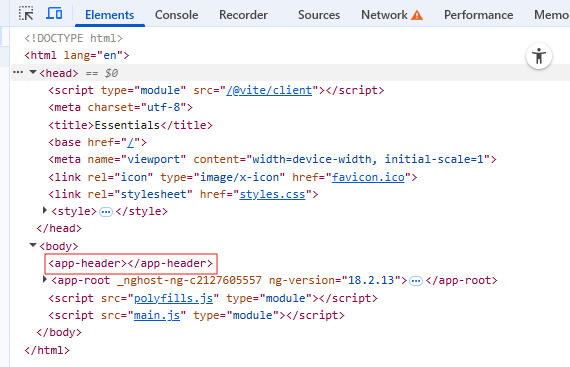 Elements Console Recorder Sources Network Performance Memo
<!DOCTYPE html>
<html lang="en">
<head> == $0
<script type="module" src="/@vite/client"></script>
<meta charset="utf-8">
<title>Essentials</title>
<base href="/">
<meta name="viewport" content="width=device-width, initial-scale=1">
<link rel="icon" type="image/x-icon" href="favicon.ico">
<link rel="stylesheet" href="styles.css">
<style>…</style>
</head>
<body>
<app-header></app-header>
<app-root _nghost-ng-c2127605557 ng-version="18.2.13">…</app-root>
<script src="polyfills.js" type="module"></script>
<script src="main.js" type="module"></script>
</body>
</html>